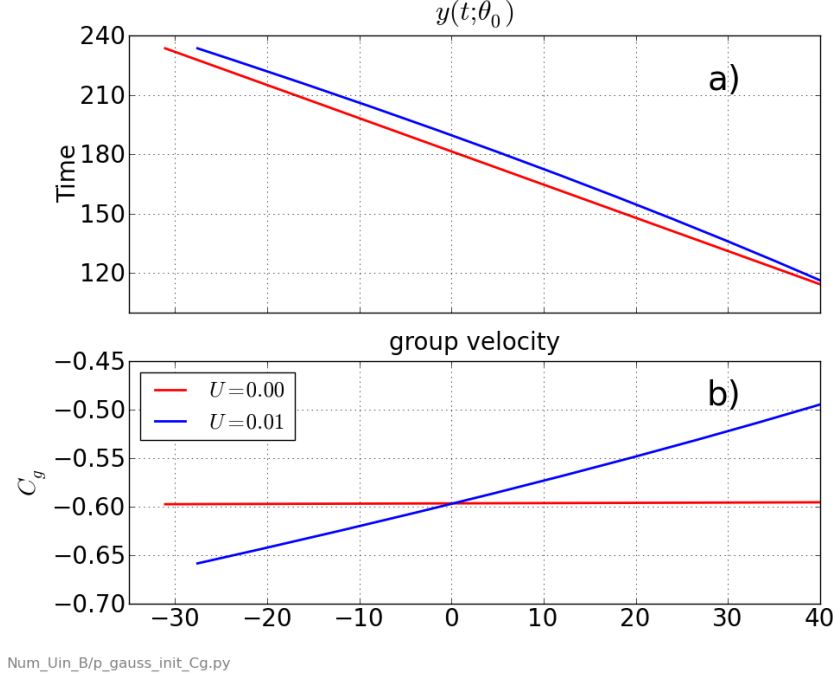 y(t;θ₀)
240
210
180
150
120
Time
a)
group velocity
−0.45
−0.50
−0.55
−0.60
−0.65
−0.70
C_g
U=0.00
U=0.01
b)
−30 −20 −10 0 10 20 30 40
Num_Uin_B/p_gauss_init_Cg.py